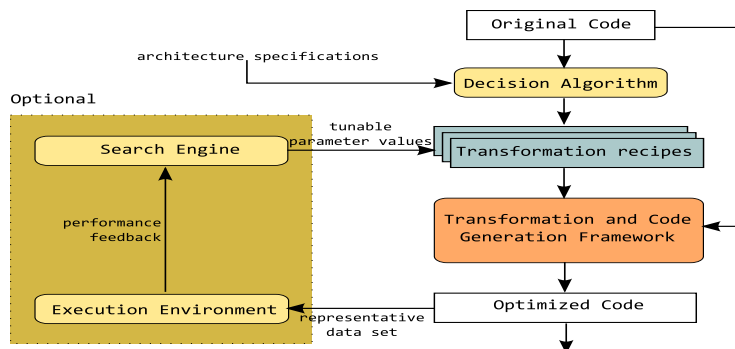 Original Code
architecture specifications
Decision Algorithm
Optional
tunable
parameter values
Search Engine
Transformation recipes
performance
feedback
Transformation and Code
Generation Framework
Execution Environment
representative
data set
Optimized Code